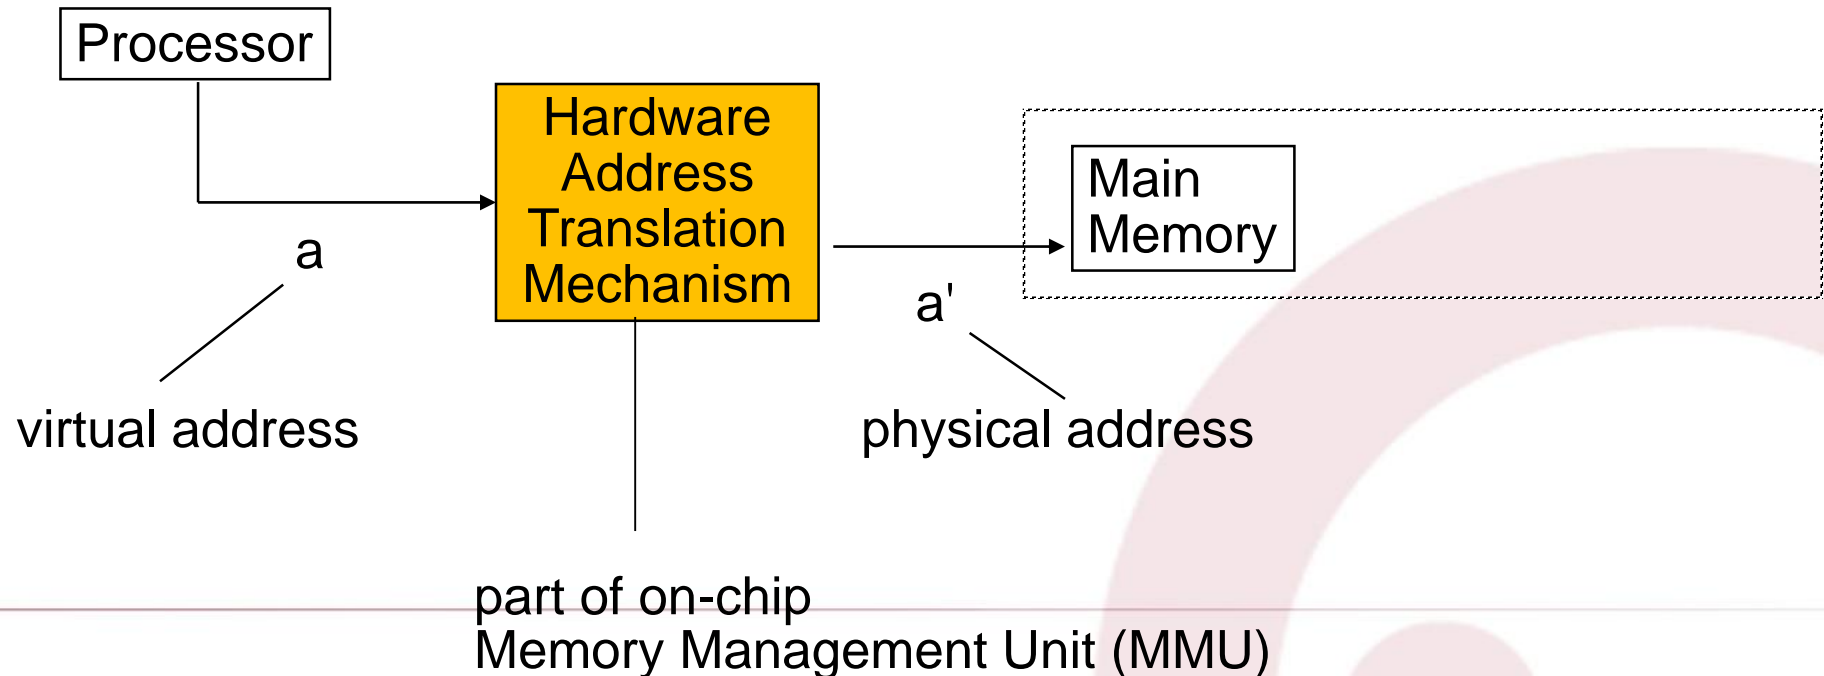 Processor
Hardware
Address
Translation
Mechanism
Main
Memory
a
a'
virtual address
physical address
part of on-chip
Memory Management Unit (MMU)